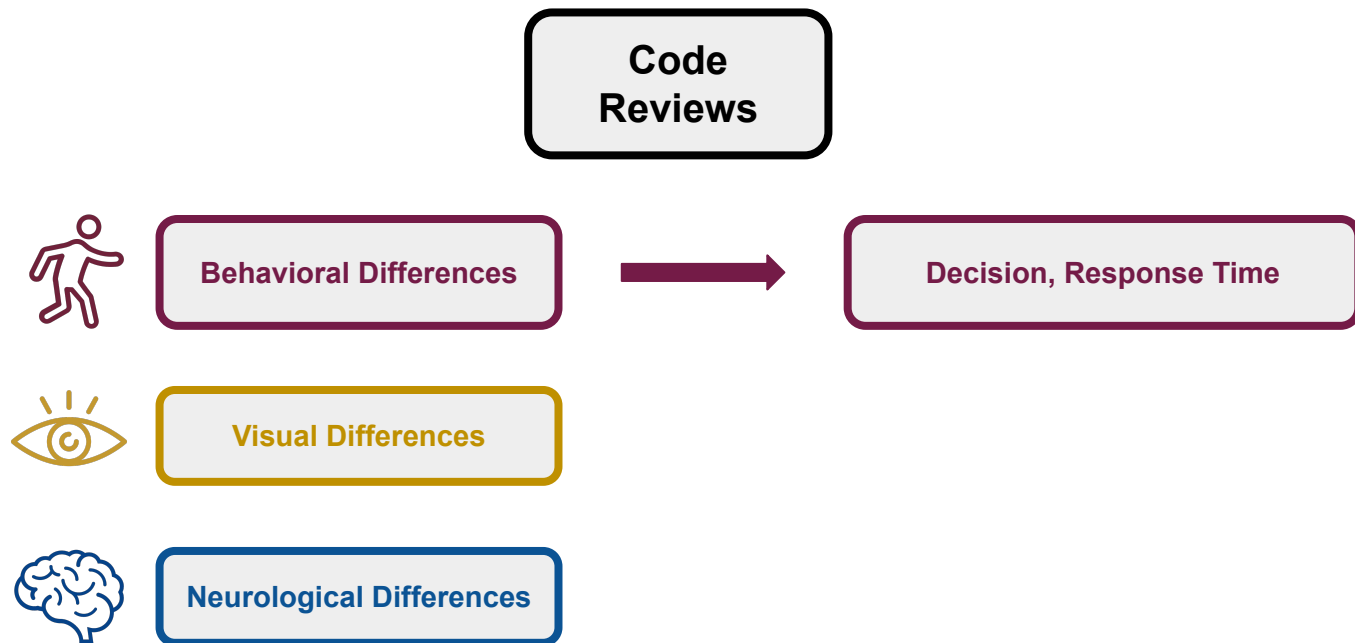 Code
Reviews
Behavioral Differences
Decision, Response Time
Visual Differences
Neurological Differences